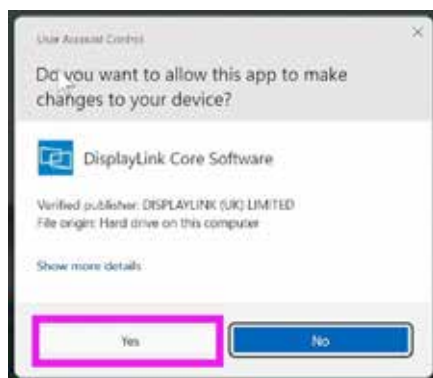 User Account Control
Do you want to allow this app to make
changes to your device?
DisplayLink Core Software
Verified publisher: DISPLAYLINK (UK) LIMITED
File origin: Hard drive on this computer
Show more details
Yes
No